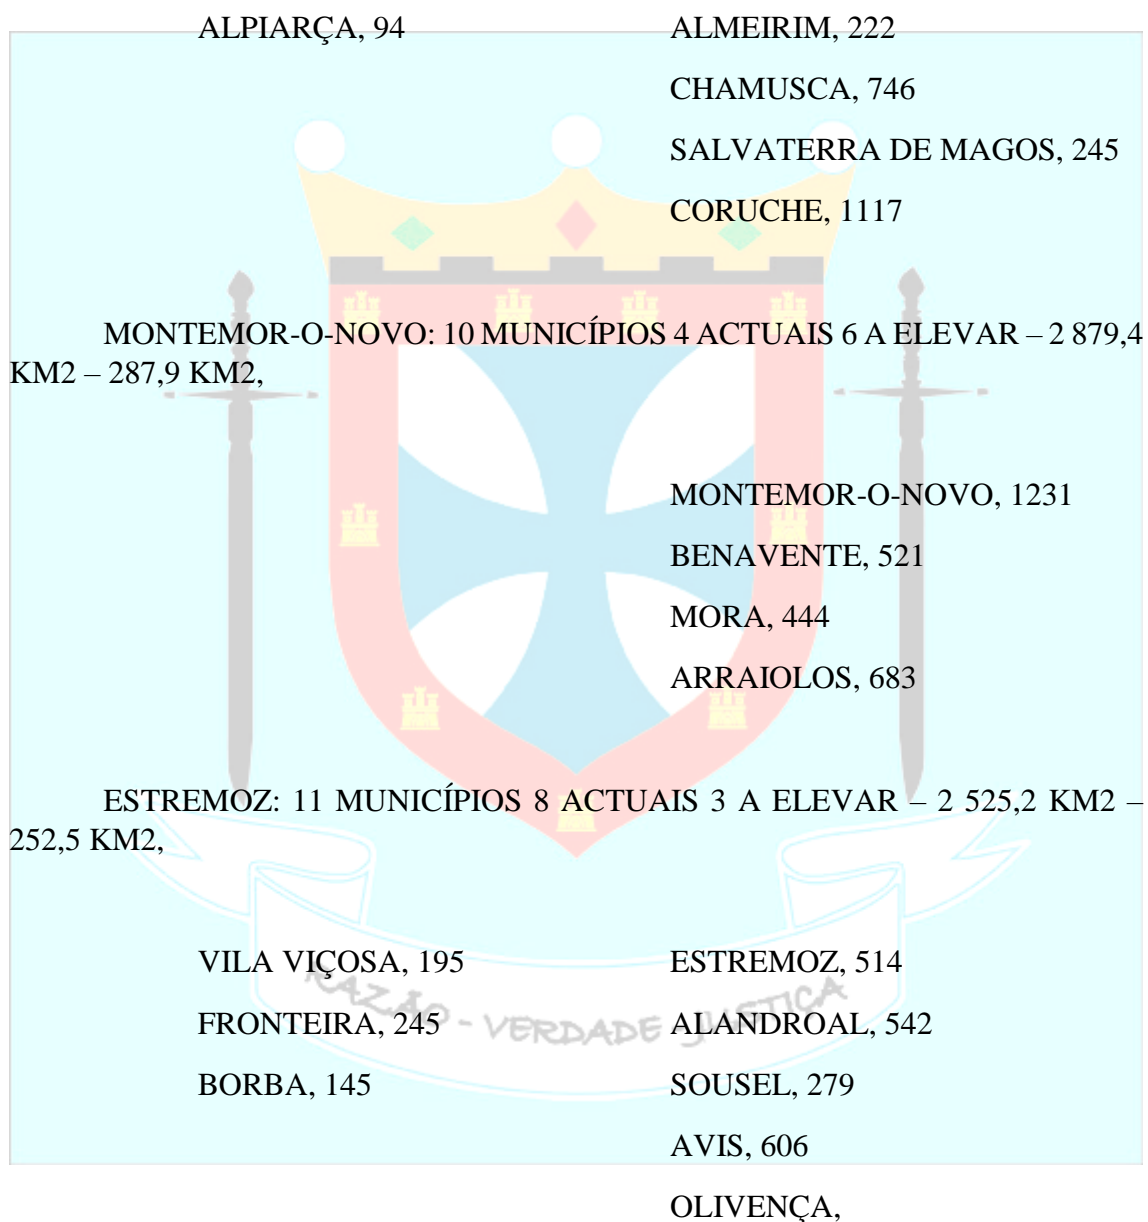 ALPIARÇA, 94 ALMEIRIM, 222
CHAMUSCA, 746
SALVATERRA DE MAGOS, 245
CORUCHE, 1117
MONTEMOR-O-NOVO: 10 MUNICÍPIOS 4 ACTUAIS 6 A ELEVAR – 2 879,4
KM2 – 287,9 KM2,
MONTEMOR-O-NOVO, 1231
BENAVENTE, 521
MORA, 444
ARRAIOLOS, 683
ESTREMOZ: 11 MUNICÍPIOS 8 ACTUAIS 3 A ELEVAR – 2 525,2 KM2 –
252,5 KM2,
VILA VIÇOSA, 195 ESTREMOZ, 514
FRONTEIRA, 245 ALANDROAL, 542
BORBA, 145 SOUSEL, 279
AVIS, 606
OLIVENÇA,
RAZÃO - VERDADE - JUSTIÇA